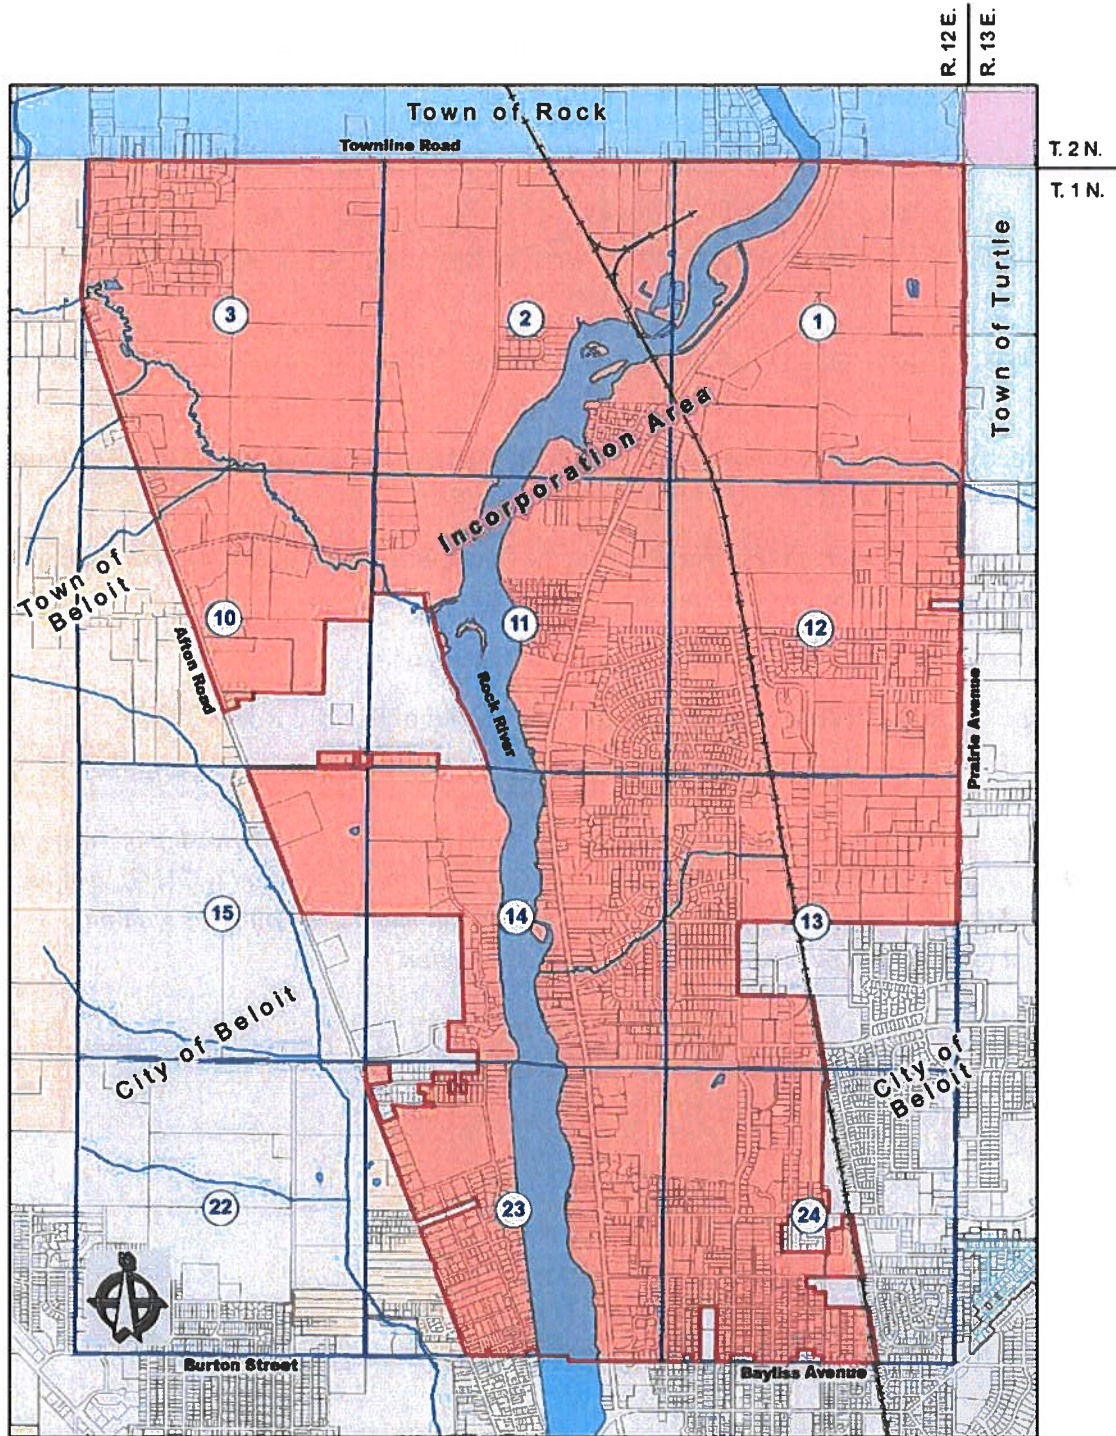 R. 12 E.
R. 13 E.
Town of Rock
Townline Road
T. 2 N.
T. 1 N.
Town of Turtle
3
2
1
Incorporation Area
Town of
Beloit
10
11
12
Afton Road
Rock River
Prairie Avenue
15
14
13
City of Beloit
City of
Beloit
22
23
24
Burton Street
Bayliss Avenue